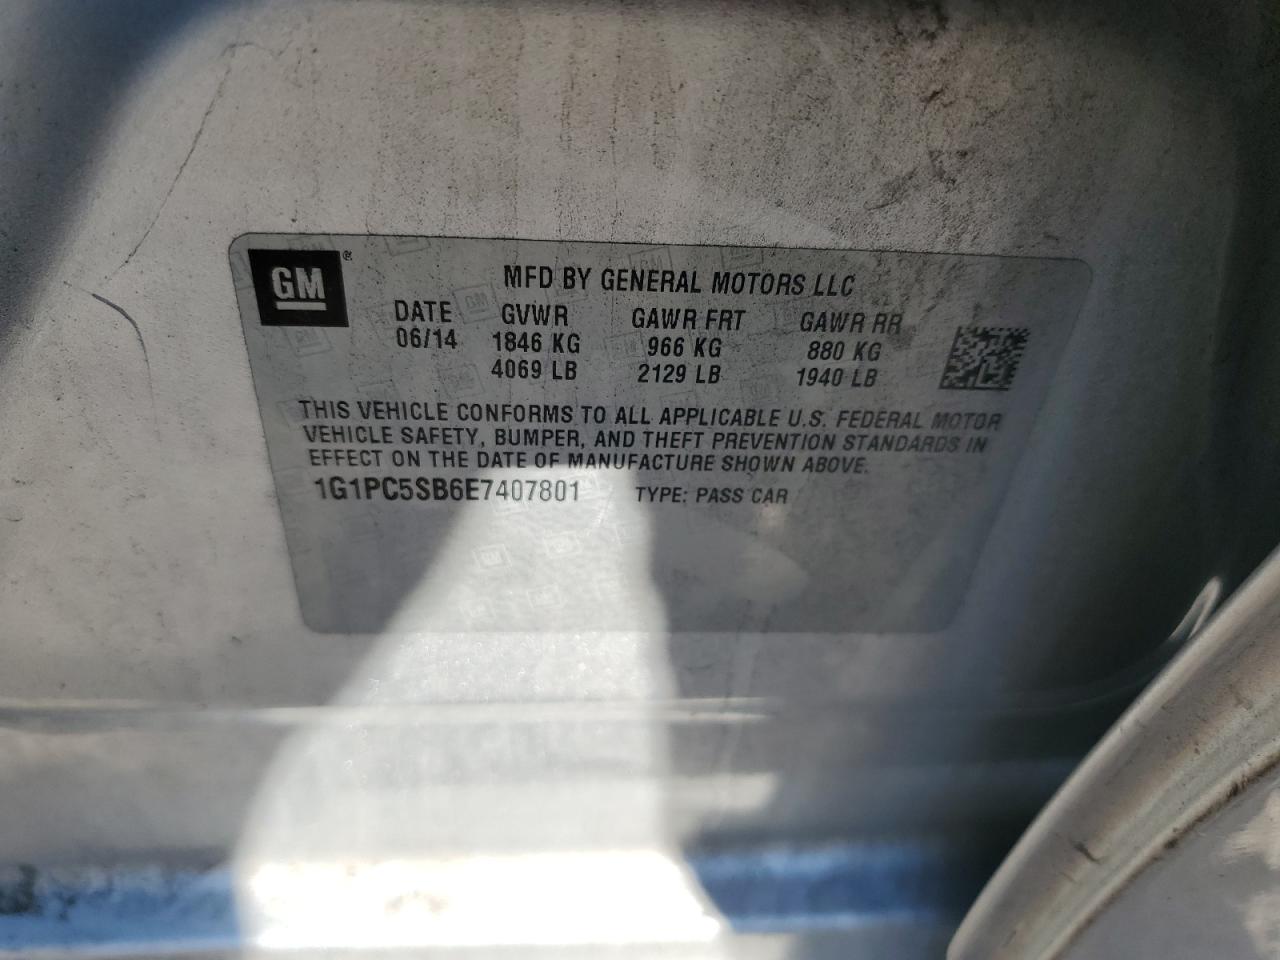 GM ®
MFD BY GENERAL MOTORS LLC
DATE GVWR GAWR FRT GAWR RR
06/14 1846 KG 966 KG 880 KG
4069 LB 2129 LB 1940 LB
THIS VEHICLE CONFORMS TO ALL APPLICABLE U.S. FEDERAL MOTOR
VEHICLE SAFETY, BUMPER, AND THEFT PREVENTION STANDARDS IN
EFFECT ON THE DATE OF MANUFACTURE SHOWN ABOVE.
1G1PC5SB6E7407801 TYPE: PASS CAR